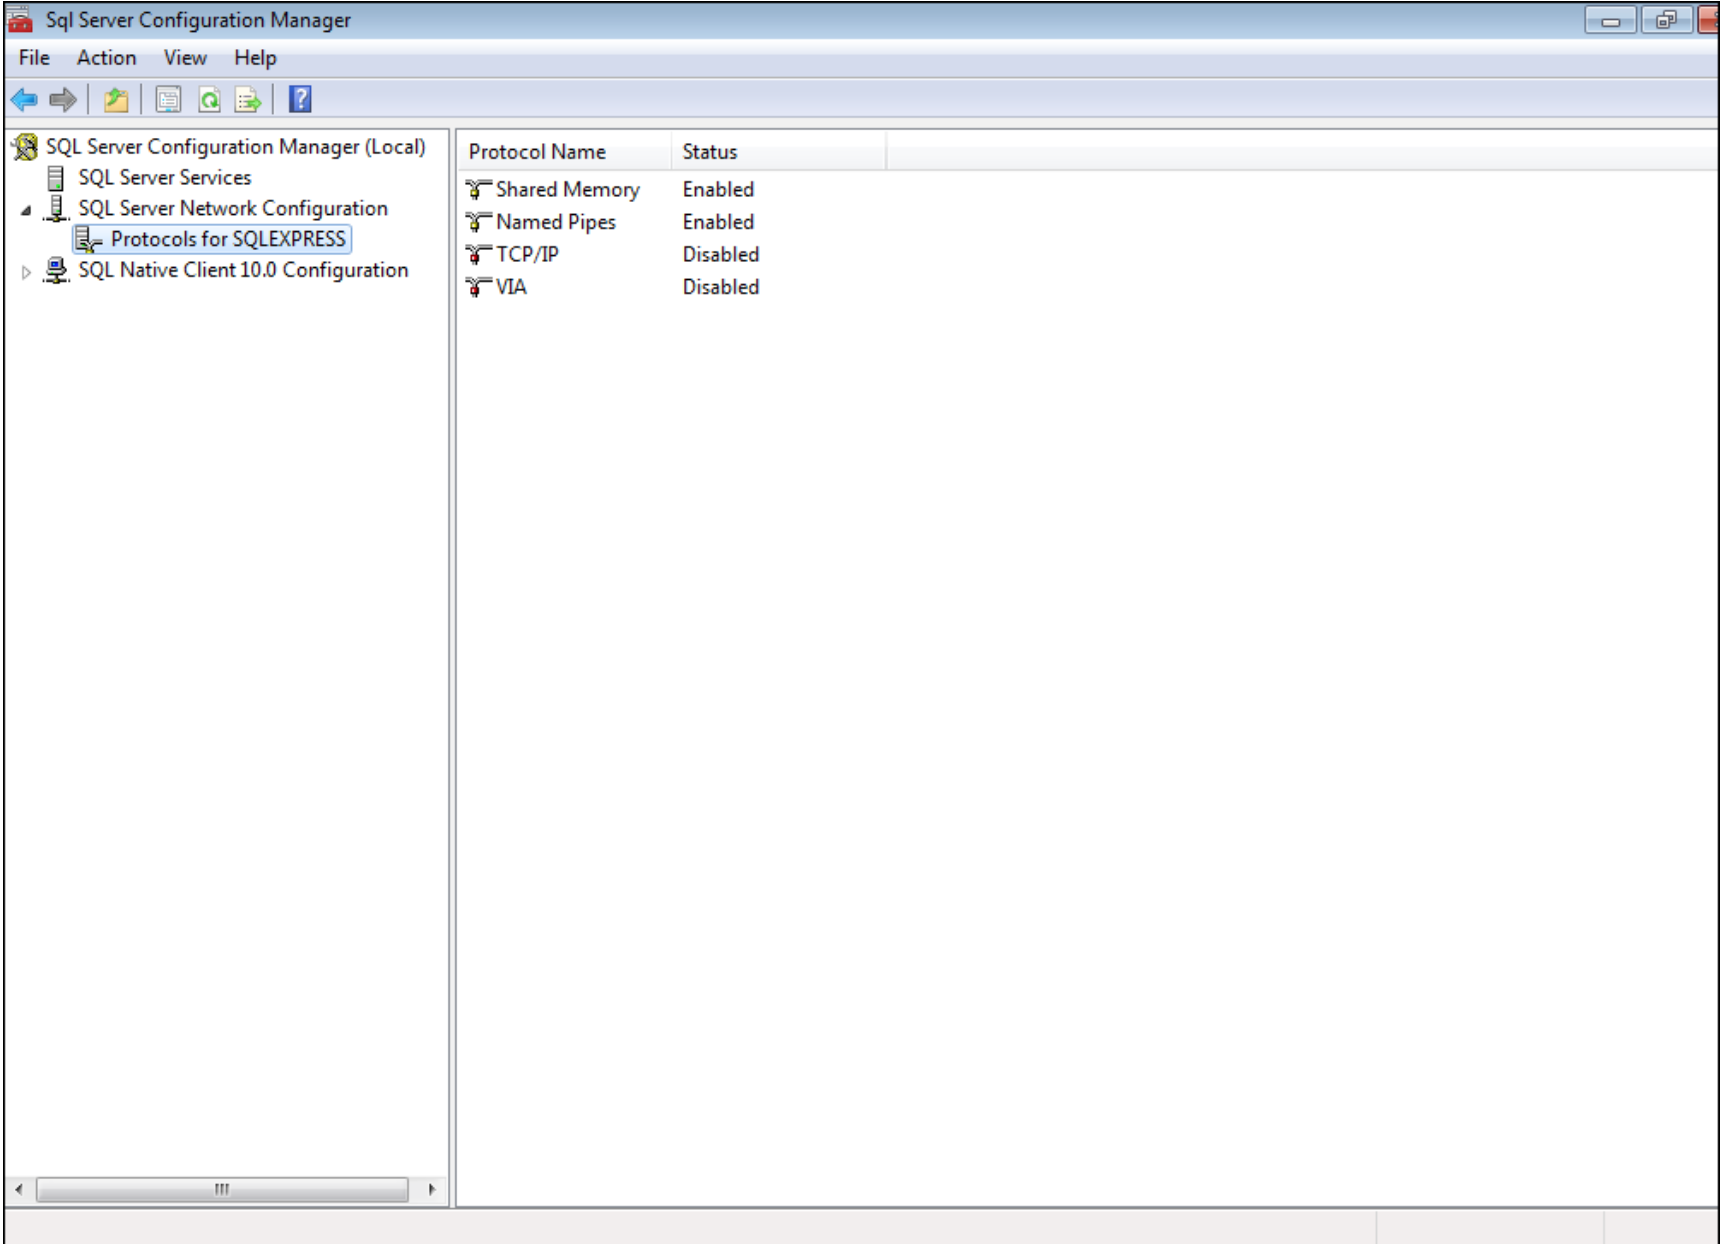 Sql Server Configuration Manager
File Action View Help
SQL Server Configuration Manager (Local)
SQL Server Services
SQL Server Network Configuration
Protocols for SQLEXPRESS
SQL Native Client 10.0 Configuration
Protocol Name Status
Shared Memory Enabled
Named Pipes Enabled
TCP/IP Disabled
VIA Disabled